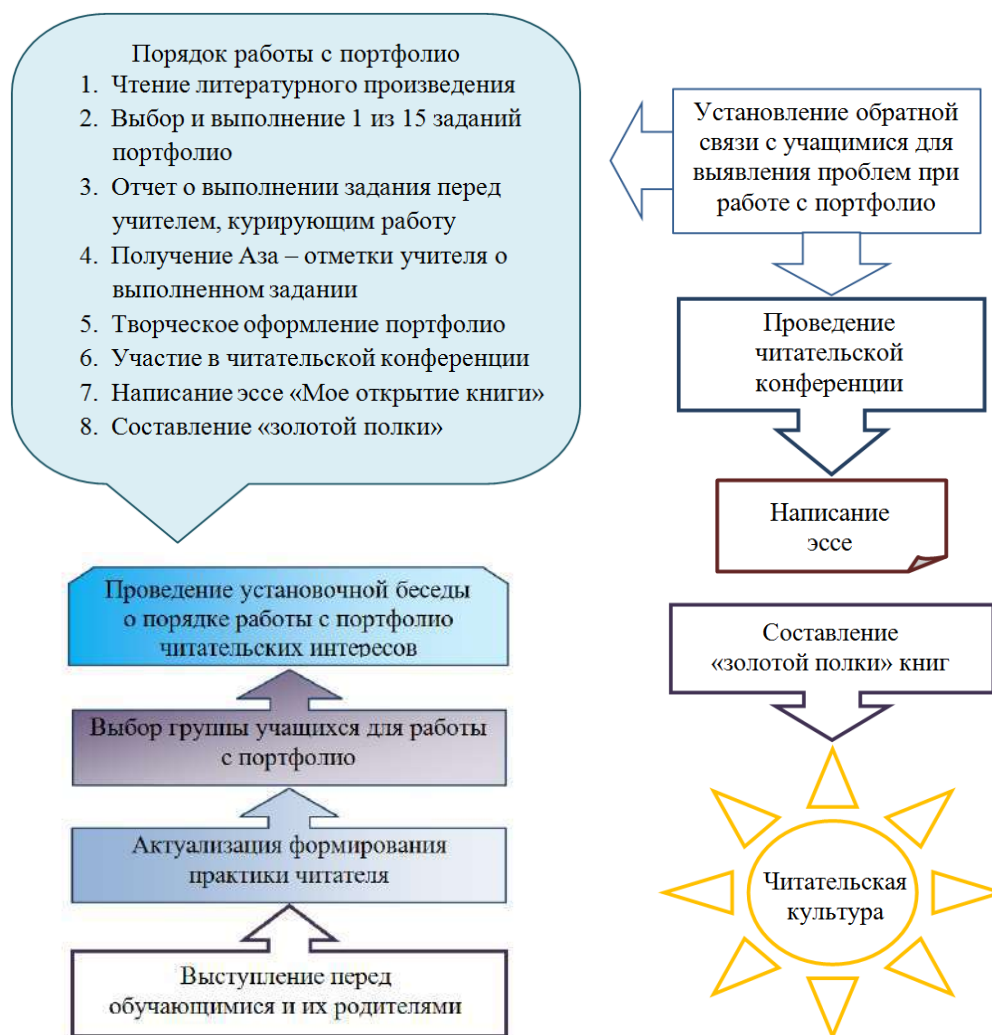 Порядок работы с портфолио
1. Чтение литературного произведения
2. Выбор и выполнение 1 из 15 заданий
портфолио
3. Отчет о выполнении задания перед
учителем, курирующим работу
4. Получение Аза – отметки учителя о
выполненном задании
5. Творческое оформление портфолио
6. Участие в читательской конференции
7. Написание эссе «Мое открытие книги»
8. Составление «золотой полки»
Проведение установочной беседы
о порядке работы с портфолио
читательских интересов
Выбор группы учащихся для работы
с портфолио
Актуализация формирования
практики читателя
Выступление перед
обучающимися и их родителями
Установление обратной
связи с учащимися для
выявления проблем при
работе с портфолио
Проведение
читательской
конференции
Написание
эссе
Составление
«золотой полки» книг
Читательская
культура